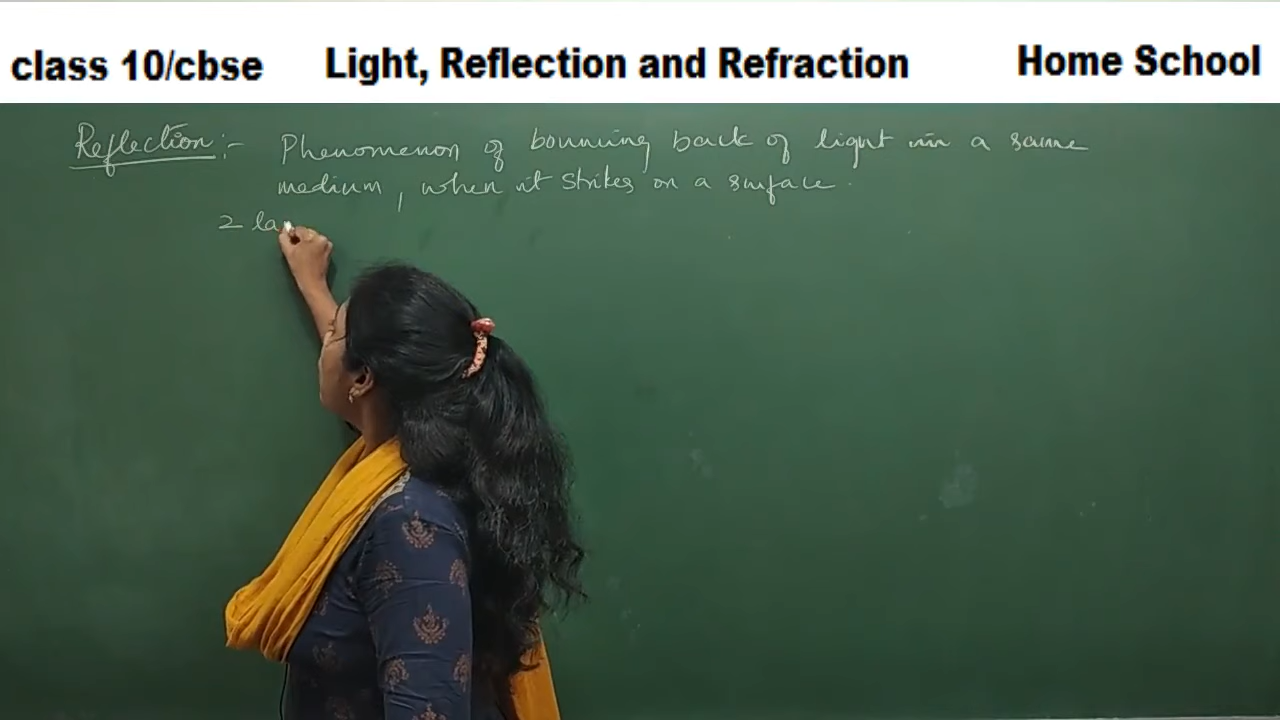 class 10/cbse Light, Reflection and Refraction Home School
Reflection :- Phenomenon of bouncing back of light in a same
medium, when it strikes on a surface.
2 la